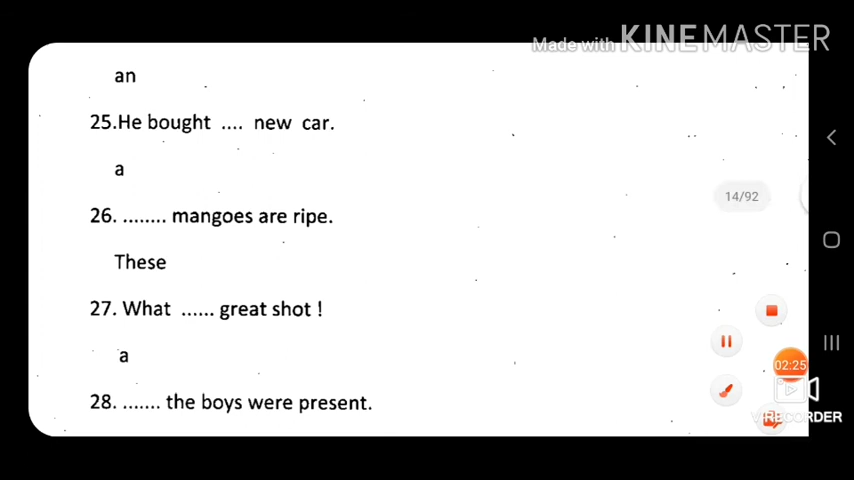 Made with KINEMASTER
an
25.He bought .... new car.
a
14/92
26. ........ mangoes are ripe.
These
27. What ...... great shot !
a
02:25
28. ....... the boys were present.
V RECORDER